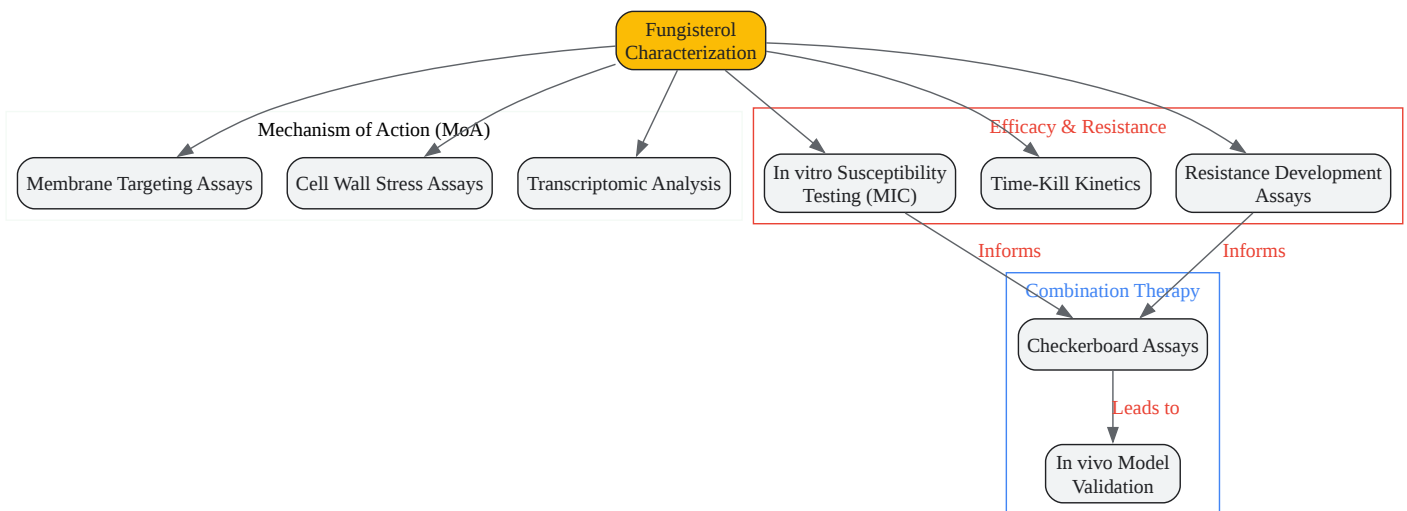 Fungisterol
Characterization
Mechanism of Action (MoA)
Efficacy & Resistance
Membrane Targeting Assays
Cell Wall Stress Assays
Transcriptomic Analysis
In vitro Susceptibility
Testing (MIC)
Time-Kill Kinetics
Resistance Development
Assays
Informs
Informs
Combination Therapy
Checkerboard Assays
Leads to
In vivo Model
Validation